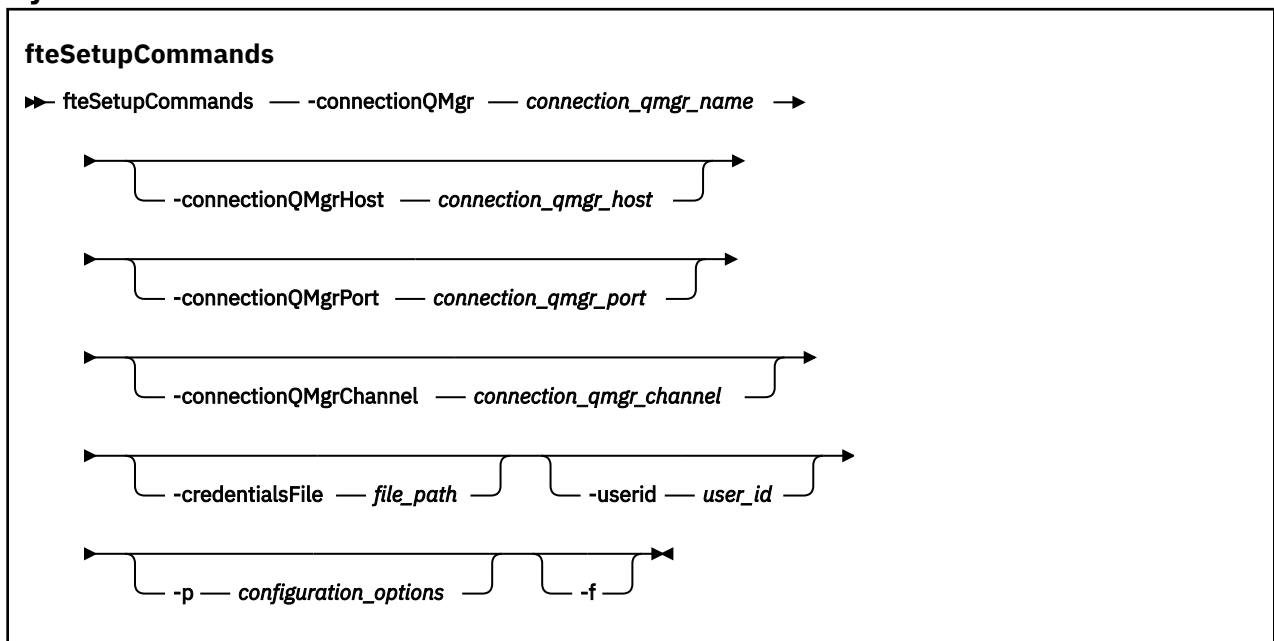 fteSetupCommands
fteSetupCommands -connectionQMgr connection_qmgr_name
-connectionQMgrHost connection_qmgr_host
-connectionQMgrPort connection_qmgr_port
-connectionQMgrChannel connection_qmgr_channel
-credentialsFile file_path -userid user_id
-p configuration_options -f